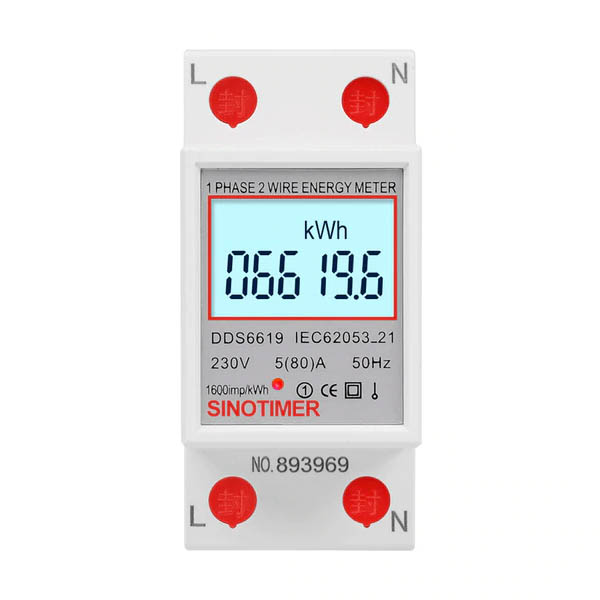 L N
封 封
1 PHASE 2 WIRE ENERGY METER
kWh
06619.6
DDS6619 IEC62053_21
230V 5(80)A 50Hz
1600imp/kWh 1 CE
SINOTIMER
NO. 893969
封 封
L N